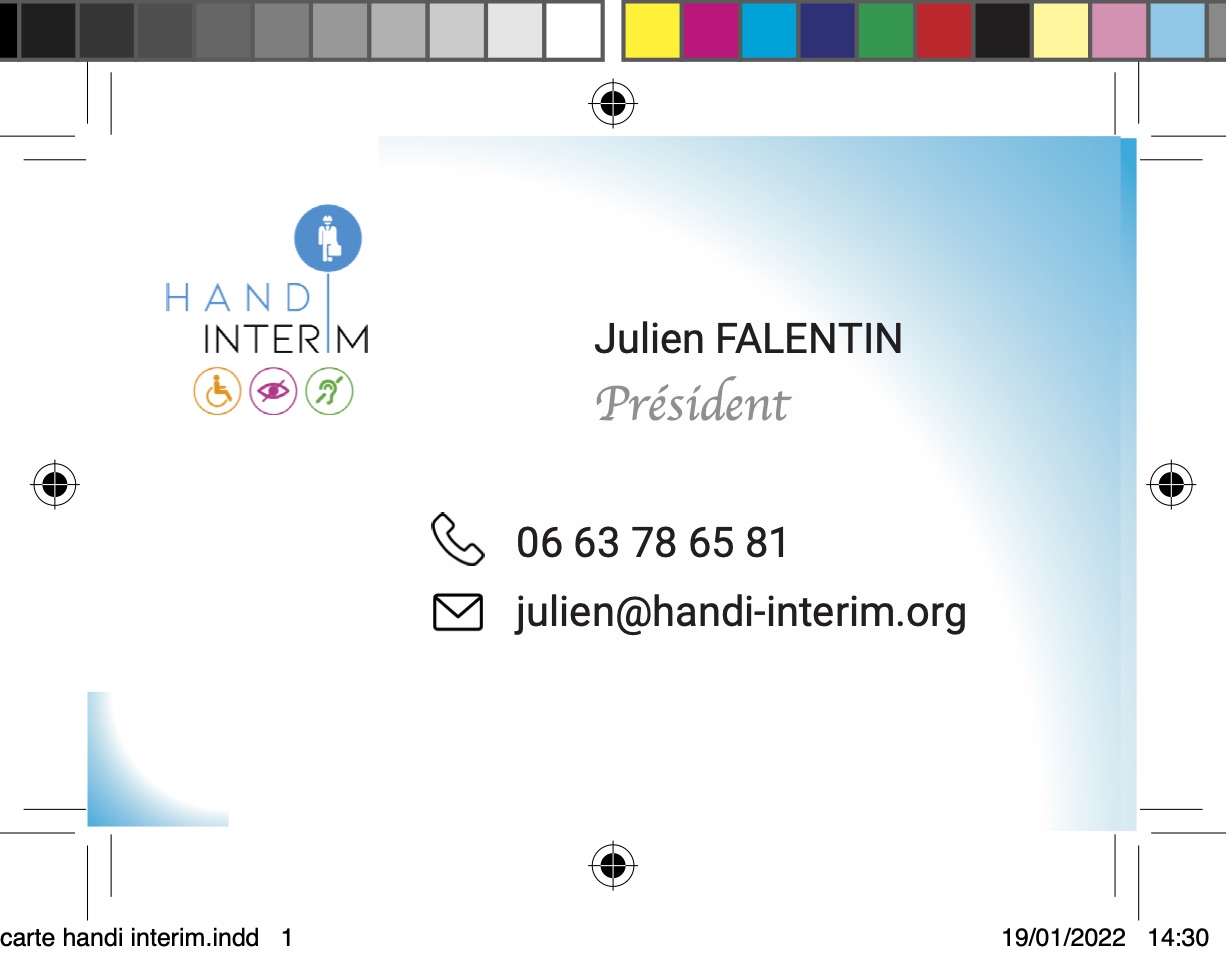 HANDI
INTERIM
Julien FALENTIN
Président
06 63 78 65 81
julien@handi-interim.org
carte handi interim.indd 1 19/01/2022 14:30